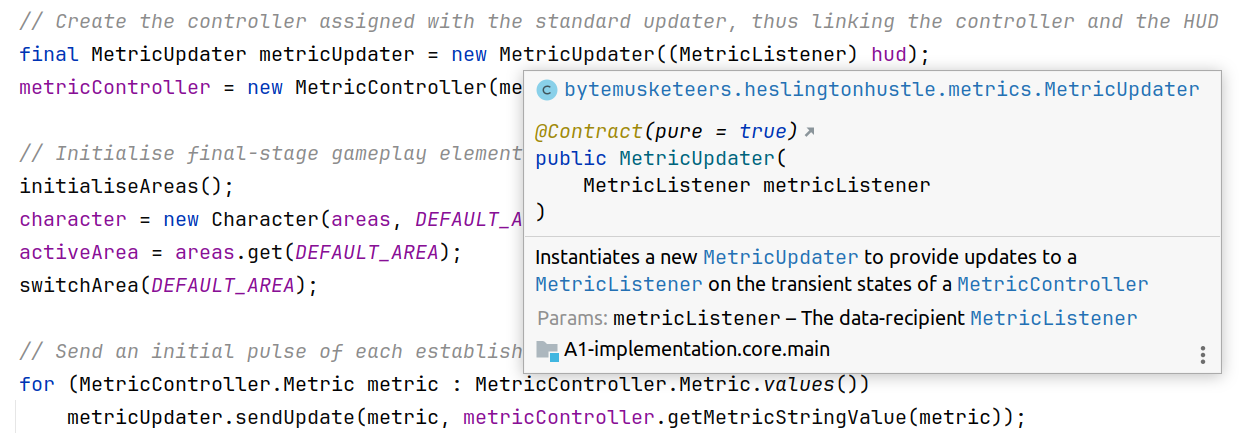 // Create the controller assigned with the standard updater, thus linking the controller and the HUD
final MetricUpdater metricUpdater = new MetricUpdater((MetricListener) hud);
metricController = new MetricController(me
// Initialise final-stage gameplay element
initialiseAreas();
character = new Character(areas, DEFAULT_A
activeArea = areas.get(DEFAULT_AREA);
switchArea(DEFAULT_AREA);
// Send an initial pulse of each establish
for (MetricController.Metric metric : MetricController.Metric.values())
metricUpdater.sendUpdate(metric, metricController.getMetricStringValue(metric));
C bytemusketeers.heslingtonhustle.metrics.MetricUpdater
@Contract(pure = true)
public MetricUpdater(
MetricListener metricListener
)
Instantiates a new MetricUpdater to provide updates to a
MetricListener on the transient states of a MetricController
Params: metricListener – The data-recipient MetricListener
A1-implementation.core.main